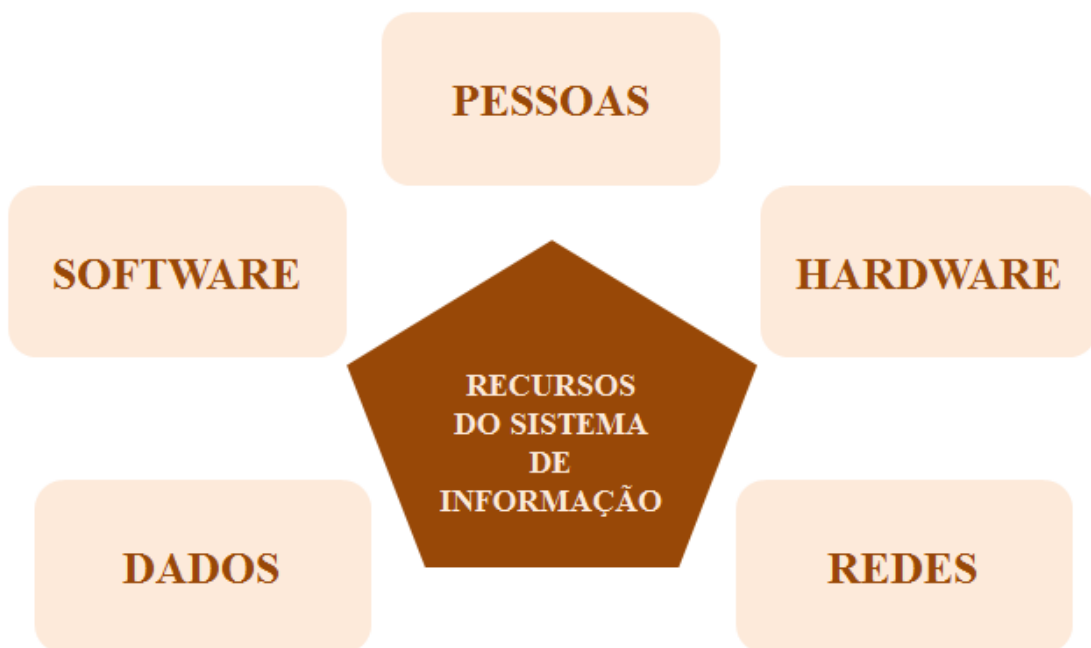 PESSOAS
SOFTWARE
HARDWARE
RECURSOS
DO SISTEMA
DE
INFORMAÇÃO
DADOS
REDES